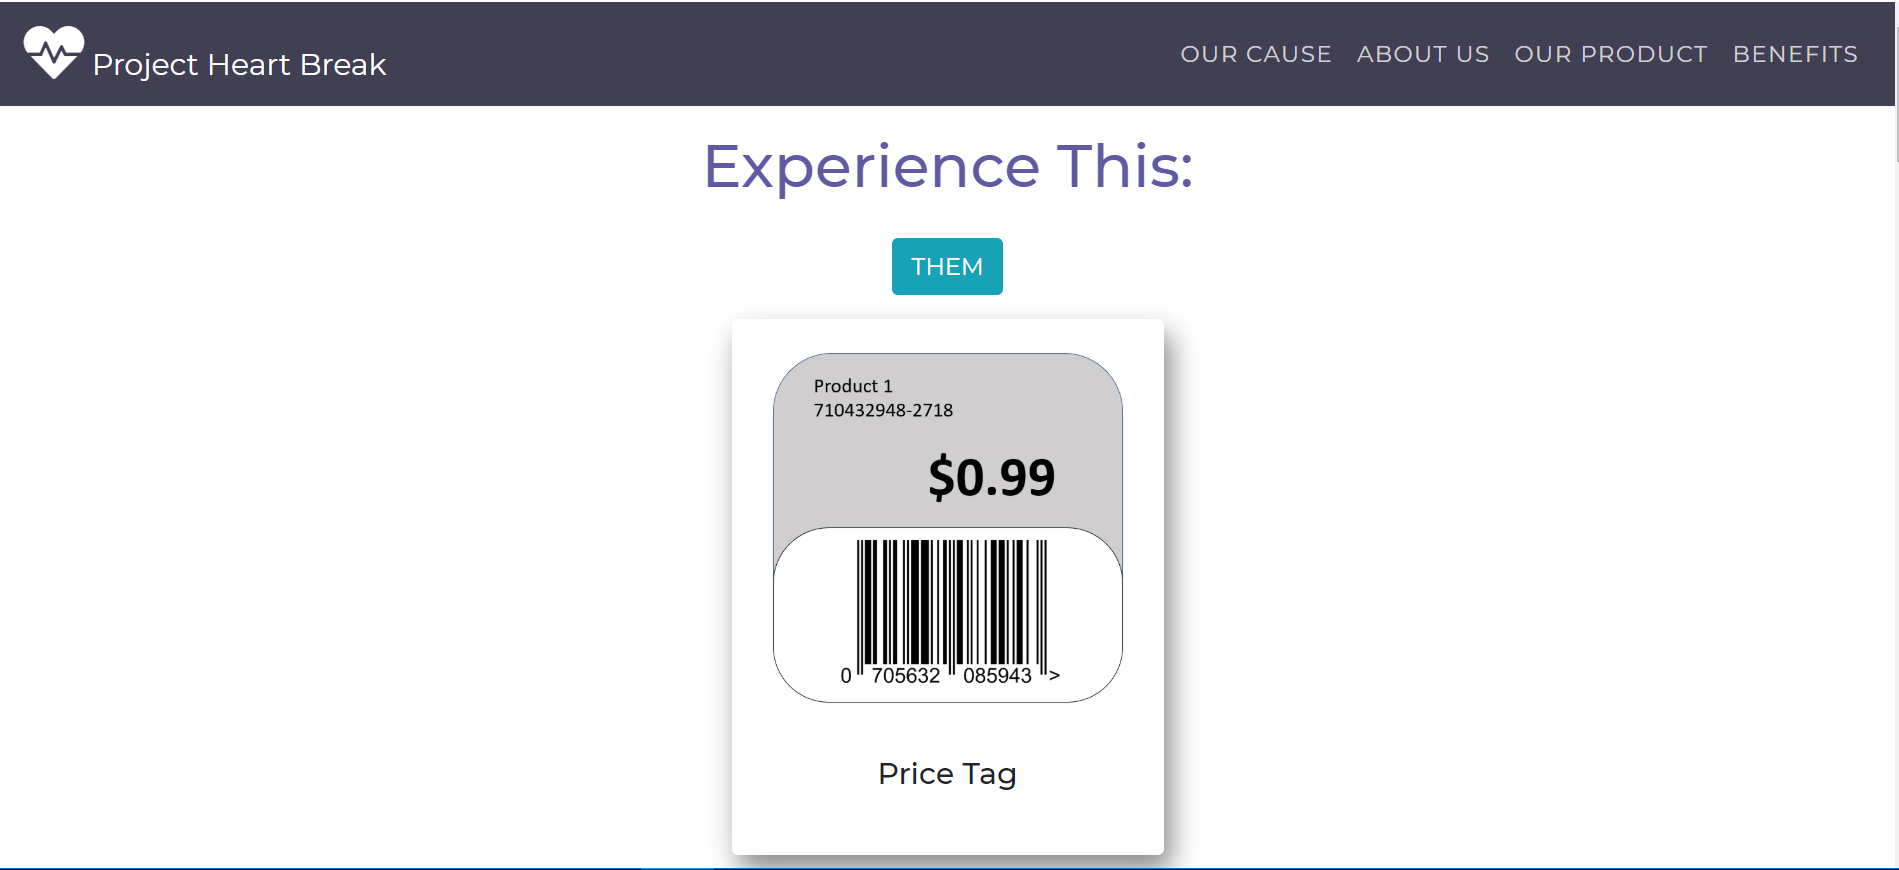 Project Heart Break
OUR CAUSE ABOUT US OUR PRODUCT BENEFITS
Experience This:
THEM
Product 1
710432948-2718
$0.99
0 705632 085943 >
Price Tag